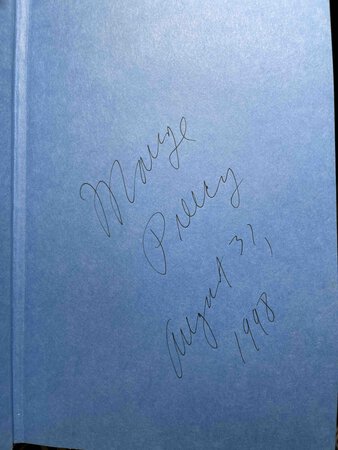 Marge
Piercy
August 31,
1998